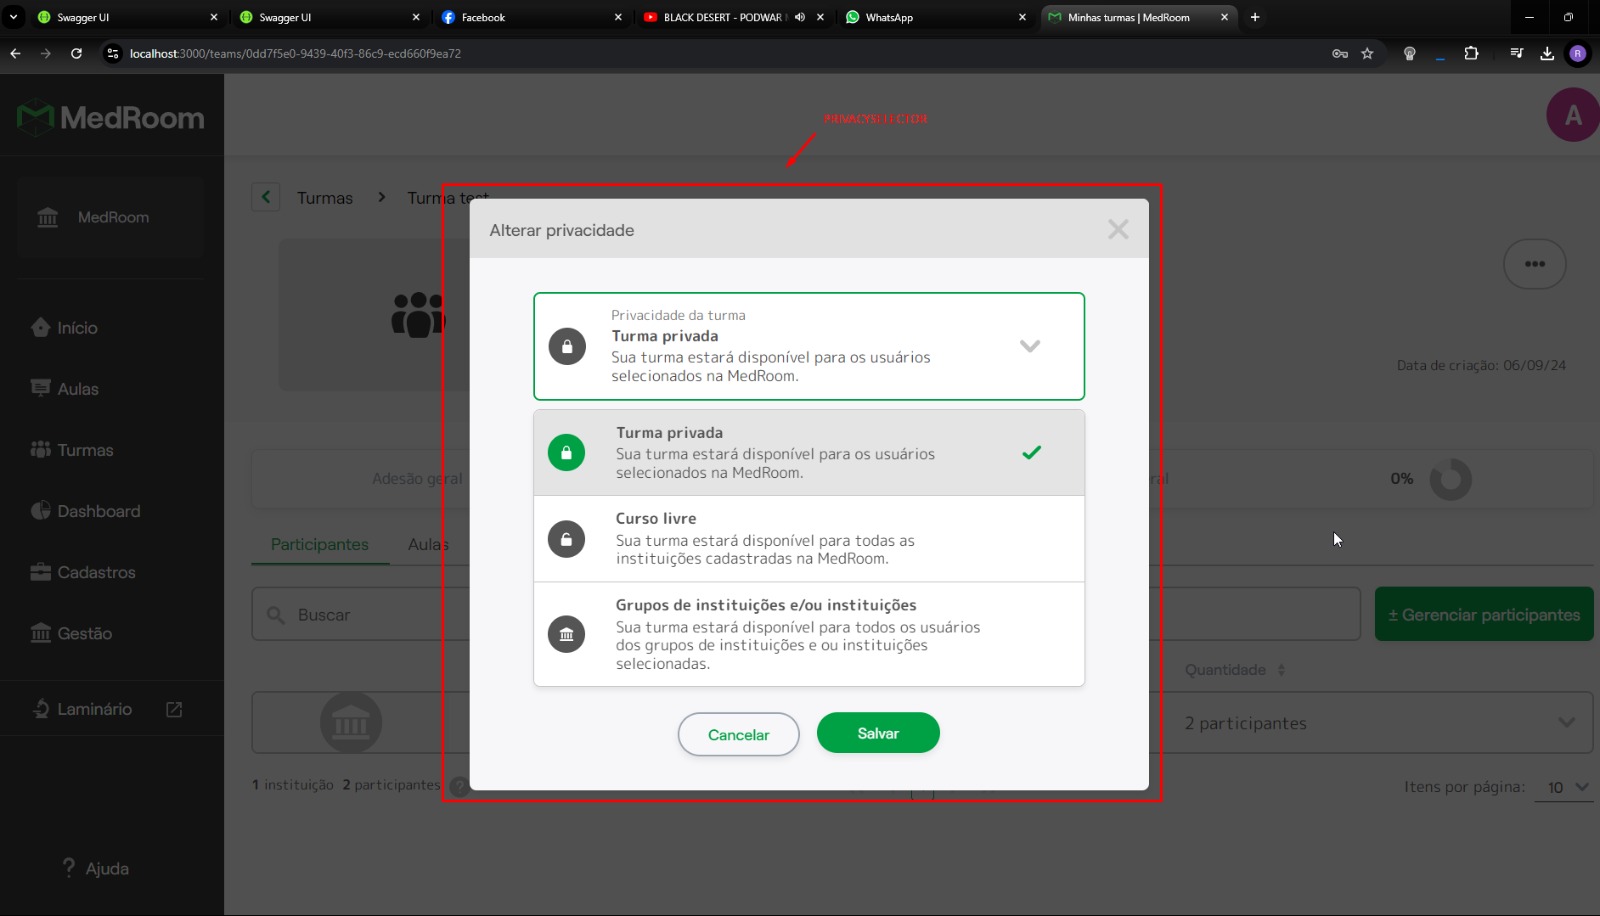 Swagger UI
Swagger UI
Facebook
BLACK DESERT - PODWAR
WhatsApp
Minhas turmas | MedRoom
localhost:3000/teams/0dd7f5e0-9439-40f3-86c9-ecd660f9ea72
R
MedRoom
PRIVACYSELECTOR
A
MedRoom
Turmas > Turma test
Alterar privacidade
Privacidade da turma
Turma privada
Sua turma estará disponível para os usuários
selecionados na MedRoom.
Data de criação: 06/09/24
Início
Aulas
Turmas
Dashboard
Cadastros
Gestão
Laminário
Ajuda
Turma privada
Sua turma estará disponível para os usuários
selecionados na MedRoom.
Adesão geral
ral
0%
Curso livre
Sua turma estará disponível para todas as
instituições cadastradas na MedRoom.
Participantes
Aulas
Grupos de instituições e/ou instituições
Sua turma estará disponível para todos os usuários
dos grupos de instituições e ou instituições
selecionadas.
Buscar
± Gerenciar participantes
Quantidade
2 participantes
Cancelar
Salvar
1 instituição 2 participantes ?
Itens por página: 10